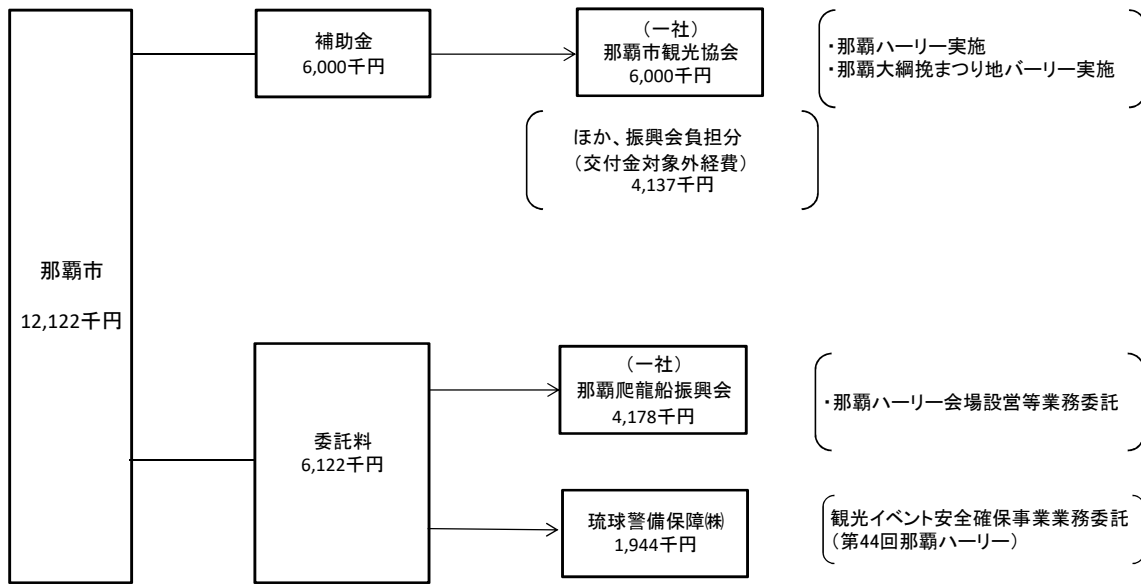 那覇市
12,122千円
補助金
6,000千円
（一社）
那覇市観光協会
6,000千円
・那覇ハーリー実施
・那覇大綱挽まつり地バーリー実施
ほか、振興会負担分
（交付金対象外経費）
4,137千円
委託料
6,122千円
（一社）
那覇爬龍船振興会
4,178千円
・那覇ハーリー会場設営等業務委託
琉球警備保障㈱
1,944千円
観光イベント安全確保事業業務委託
（第44回那覇ハーリー）